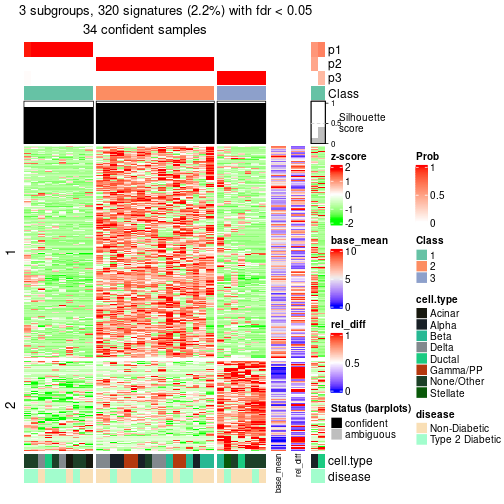 3 subgroups, 320 signatures (2.2%) with fdr < 0.05
34 confident samples
p1
p2
p3
Class
1
0.5
0
Silhouette
score
1
2
z-score
2
1
0
-1
-2
base_mean
10
5
0
rel_diff
1
0.5
0
Status (barplots)
confident
ambiguous
Prob
1
0.5
0
Class
1
2
3
cell.type
Acinar
Alpha
Beta
Delta
Ductal
Gamma/PP
None/Other
Stellate
disease
Non-Diabetic
Type 2 Diabetic
cell.type
disease
base_mean
rel_diff